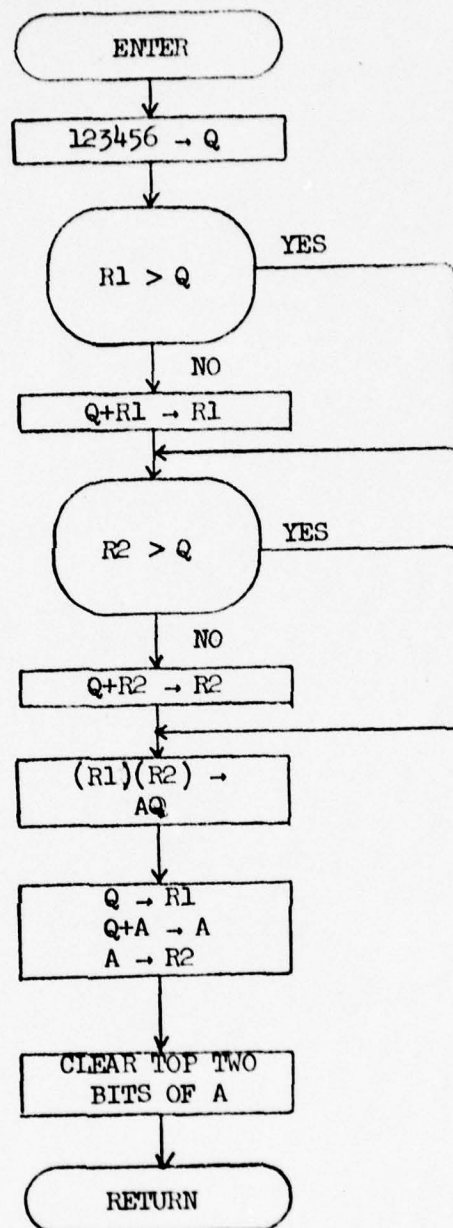 ENTER
123456 → Q
R1 > Q
YES
NO
Q+R1 → R1
R2 > Q
YES
NO
Q+R2 → R2
(R1)(R2) →
AQ
Q → R1
Q+A → A
A → R2
CLEAR TOP TWO
BITS OF A
RETURN